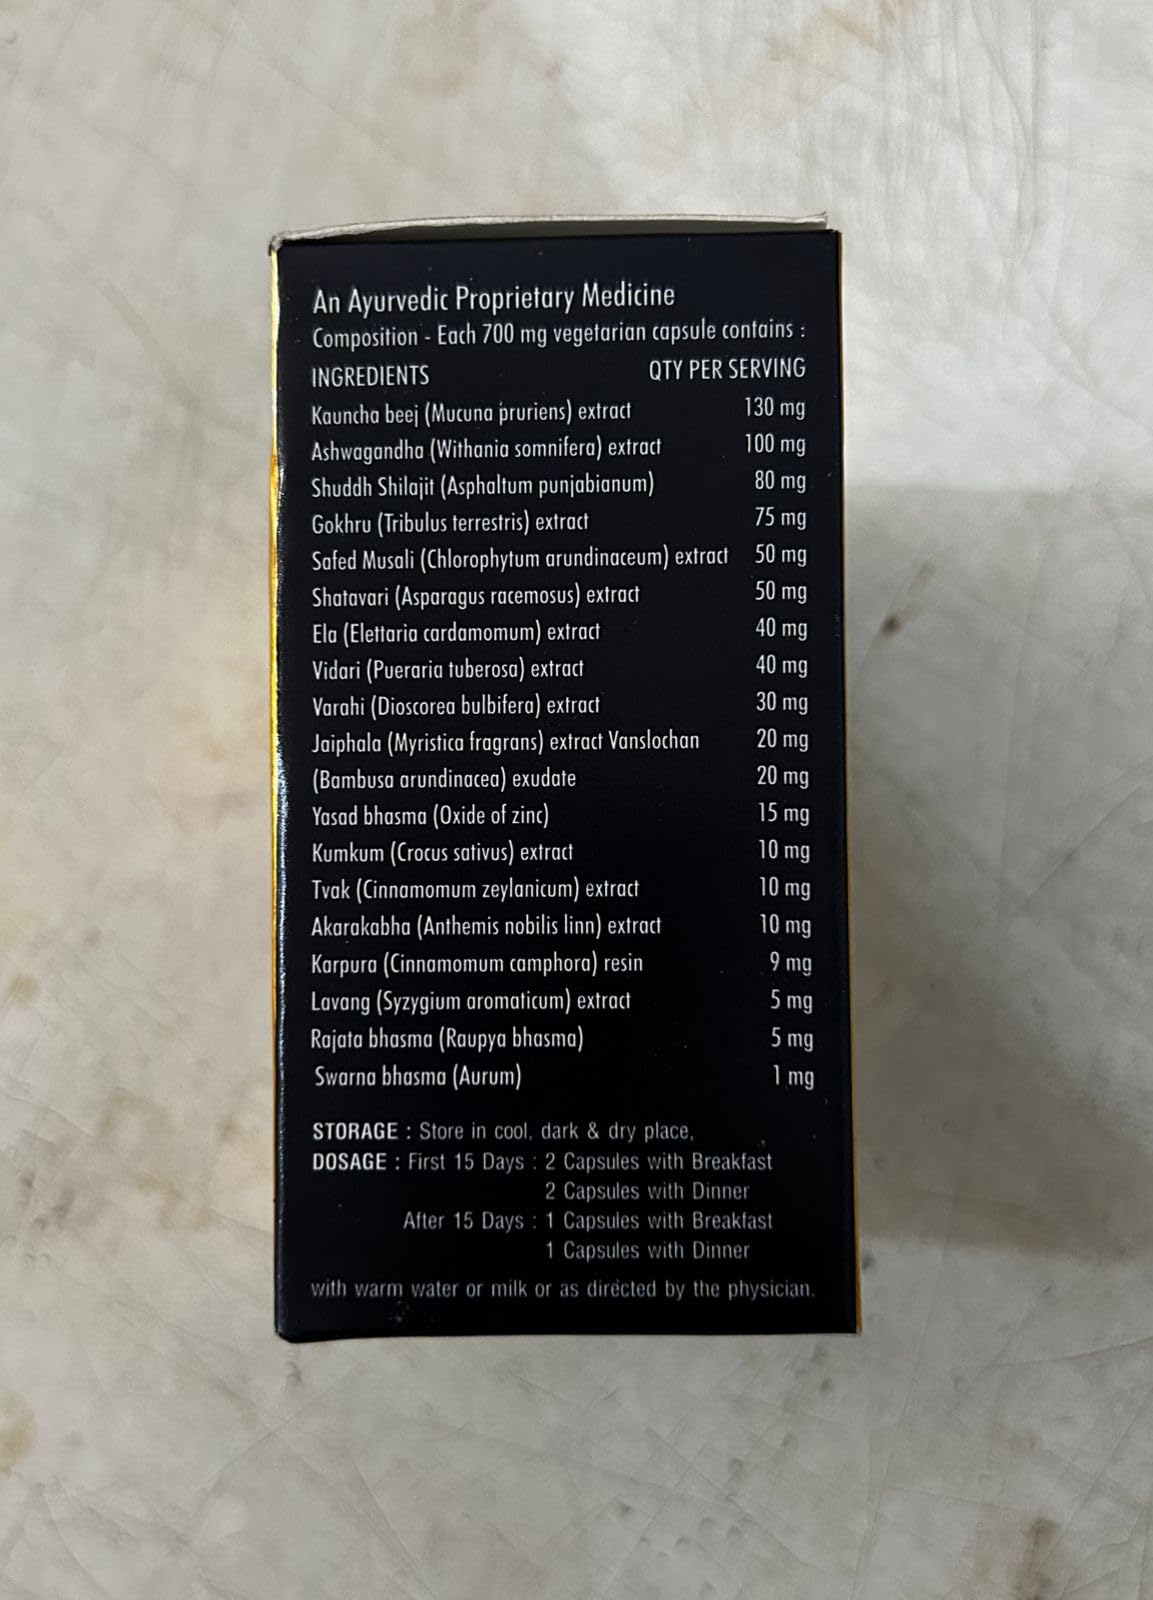 An Ayurvedic Proprietary Medicine
Composition - Each 700 mg vegetarian capsule contains :
INGREDIENTS QTY PER SERVING
Kauncha beej (Mucuna pruriens) extract 130 mg
Ashwagandha (Withania somnifera) extract 100 mg
Shuddh Shilajit (Asphaltum punjabianum) 80 mg
Gokhru (Tribulus terrestris) extract 75 mg
Safed Musali (Chlorophytum arundinaceum) extract 50 mg
Shatavari (Asparagus racemosus) extract 50 mg
Ela (Elettaria cardamomum) extract 40 mg
Vidari (Pueraria tuberosa) extract 40 mg
Varahi (Dioscorea bulbifera) extract 30 mg
Jaiphala (Myristica fragrans) extract Vanslochan 20 mg
(Bambusa arundinacea) exudate 20 mg
Yasad bhasma (Oxide of zinc) 15 mg
Kumkum (Crocus sativus) extract 10 mg
Tvak (Cinnamomum zeylanicum) extract 10 mg
Akarakabha (Anthemis nobilis linn) extract 10 mg
Karpura (Cinnamomum camphora) resin 9 mg
Lavang (Syzygium aromaticum) extract 5 mg
Rajata bhasma (Raupya bhasma) 5 mg
Swarna bhasma (Aurum) 1 mg
STORAGE : Store in cool, dark & dry place,
DOSAGE : First 15 Days : 2 Capsules with Breakfast
2 Capsules with Dinner
After 15 Days : 1 Capsules with Breakfast
1 Capsules with Dinner
with warm water or milk or as directed by the physician.